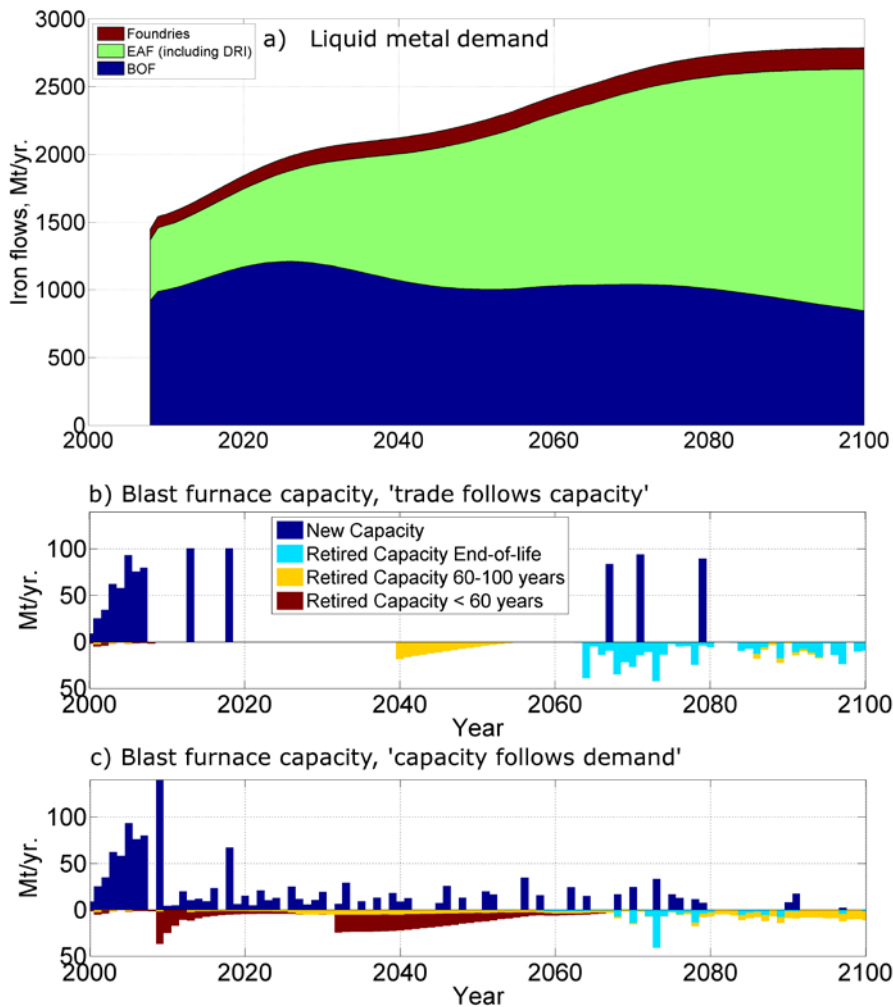 a) Liquid metal demand
Foundries
EAF (including DRI)
BOF
Iron flows, Mt/yr.
3000
2500
2000
1500
1000
500
0
2000 2020 2040 2060 2080 2100
b) Blast furnace capacity, 'trade follows capacity'
New Capacity
Retired Capacity End-of-life
Retired Capacity 60-100 years
Retired Capacity < 60 years
Mt/yr.
100
50
0
50
2000 2020 2040 2060 2080 2100
Year
c) Blast furnace capacity, 'capacity follows demand'
Mt/yr.
100
50
0
50
2000 2020 2040 2060 2080 2100
Year